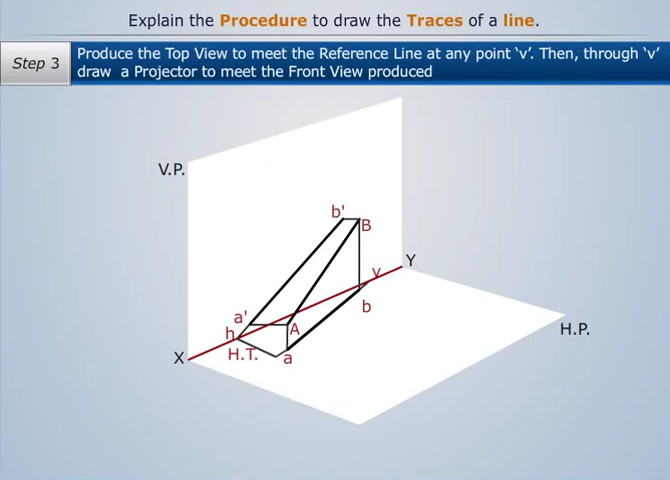 Explain the Procedure to draw the Traces of a line.
Step 3
Produce the Top View to meet the Reference Line at any point ‘v’. Then, through ‘v’
draw a Projector to meet the Front View produced
V.P.
b'
B
Y
v
b
a'
A
h
H.T.
a
X
H.P.